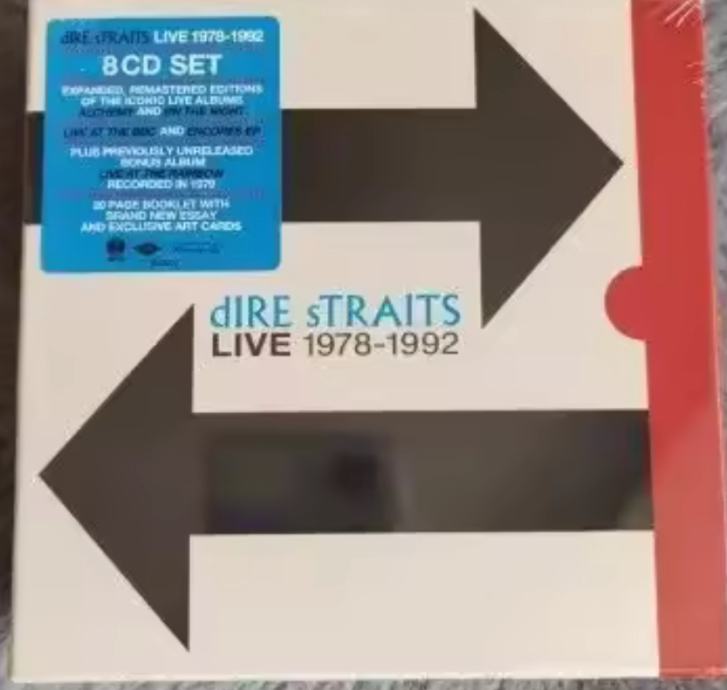 dIRE sTRAITS LIVE 1978-1992
8CD SET
EXPANDED, REMASTERED EDITIONS
OF THE ICONIC LIVE ALBUMS
ALCHEMY AND ON THE NIGHT
LIVE AT THE BBC AND ENCORES EP
PLUS PREVIOUSLY UNRELEASED
BONUS ALBUM
LIVE AT THE RAINBOW
RECORDED IN 1979
20 PAGE BOOKLET WITH
BRAND NEW ESSAY
AND EXCLUSIVE ART CARDS
dIRE sTRAITS
LIVE 1978-1992